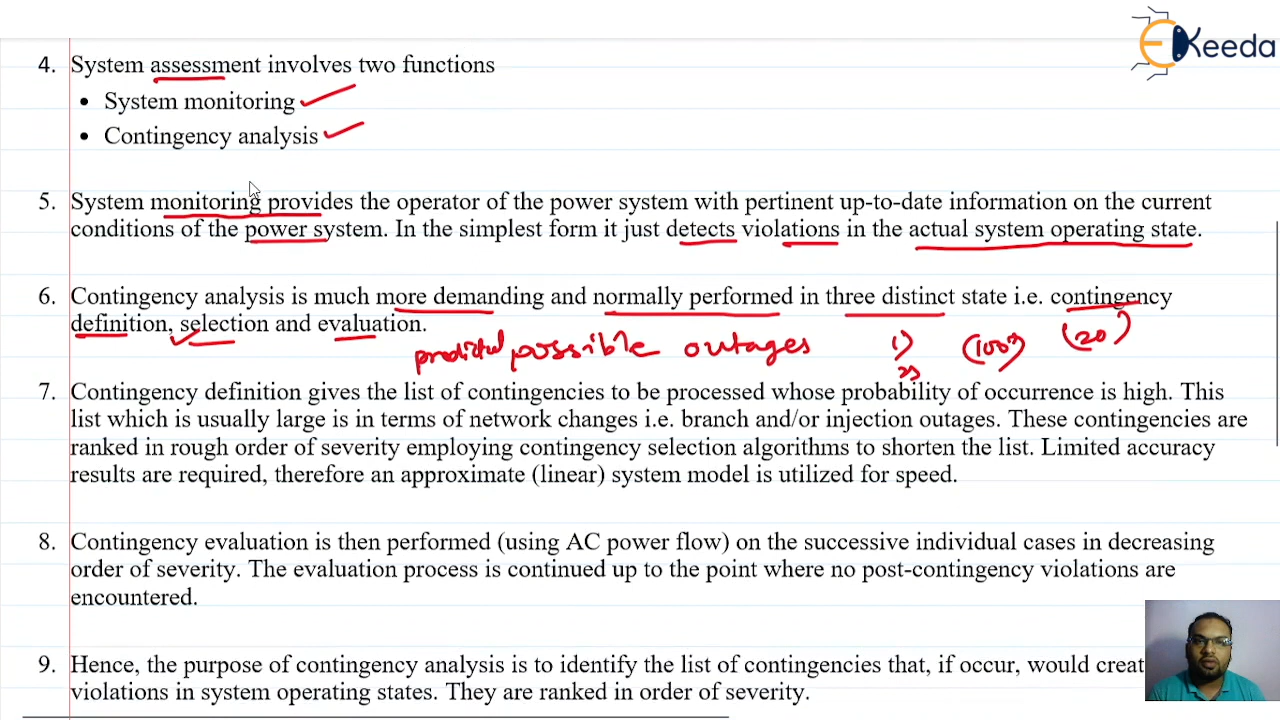 EKeeda
4. System assessment involves two functions
• System monitoring
• Contingency analysis
5. System monitoring provides the operator of the power system with pertinent up-to-date information on the current
conditions of the power system. In the simplest form it just detects violations in the actual system operating state.
6. Contingency analysis is much more demanding and normally performed in three distinct state i.e. contingency
definition, selection and evaluation.
possible outages 1) (100) (20)
7. Contingency definition gives the list of contingencies to be processed whose probability of occurrence is high. This
list which is usually large is in terms of network changes i.e. branch and/or injection outages. These contingencies are
ranked in rough order of severity employing contingency selection algorithms to shorten the list. Limited accuracy
results are required, therefore an approximate (linear) system model is utilized for speed.
8. Contingency evaluation is then performed (using AC power flow) on the successive individual cases in decreasing
order of severity. The evaluation process is continued up to the point where no post-contingency violations are
encountered.
9. Hence, the purpose of contingency analysis is to identify the list of contingencies that, if occur, would creat
violations in system operating states. They are ranked in order of severity.